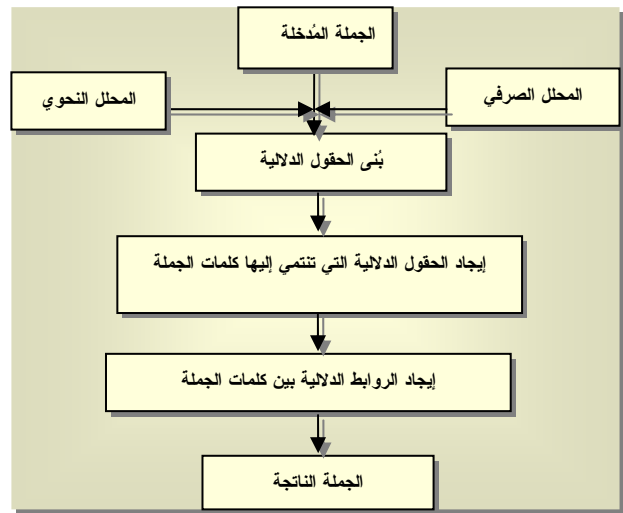 الجملة المُدخلة
المحلل الصرفي
المحلل النحوي
بُنى الحقول الدلالية
إيجاد الحقول الدلالية التي تنتمي إليها كلمات الجملة
إيجاد الروابط الدلالية بين كلمات الجملة
الجملة الناتجة